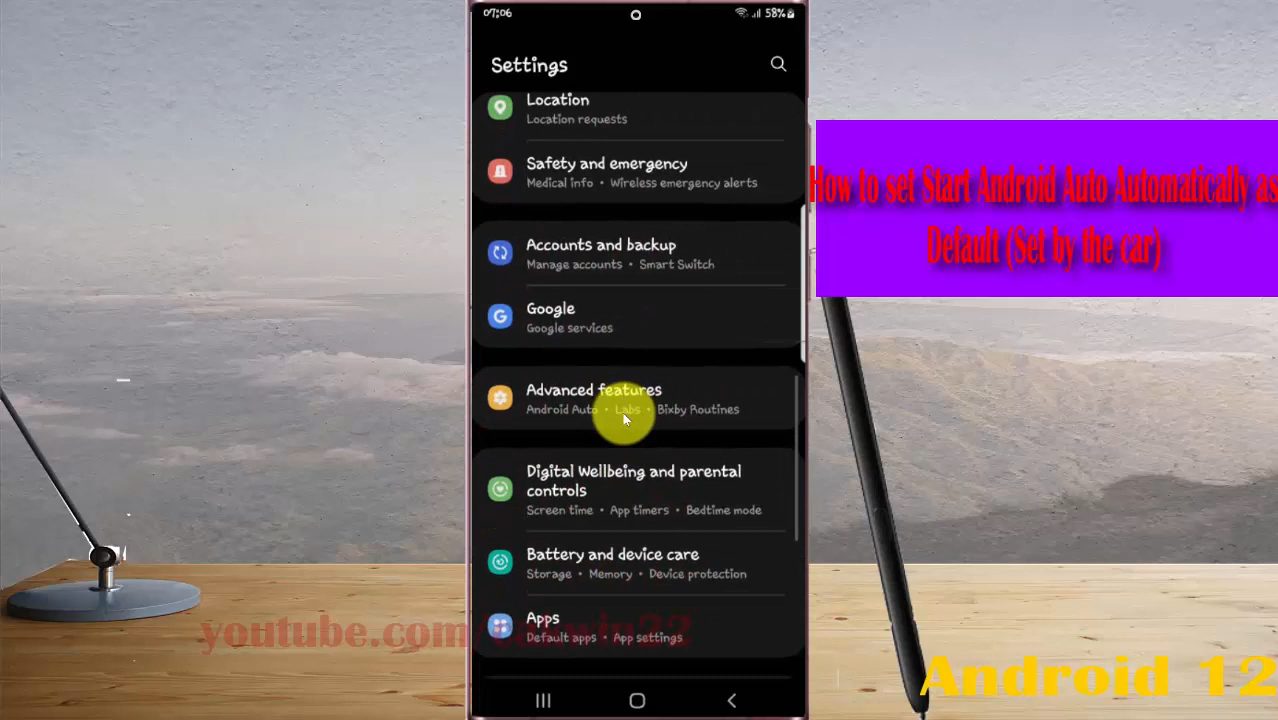 07:06
58%
Settings
Location
Location requests
Safety and emergency
Medical info • Wireless emergency alerts
Accounts and backup
Manage accounts • Smart Switch
Google
Google services
Advanced features
Android Auto • Labs • Bixby Routines
Digital Wellbeing and parental
controls
Screen time • App timers • Bedtime mode
Battery and device care
Storage • Memory • Device protection
Apps
Default apps • App settings
How to set Start Android Auto Automatically as
Default (Set by the car)
Android 12